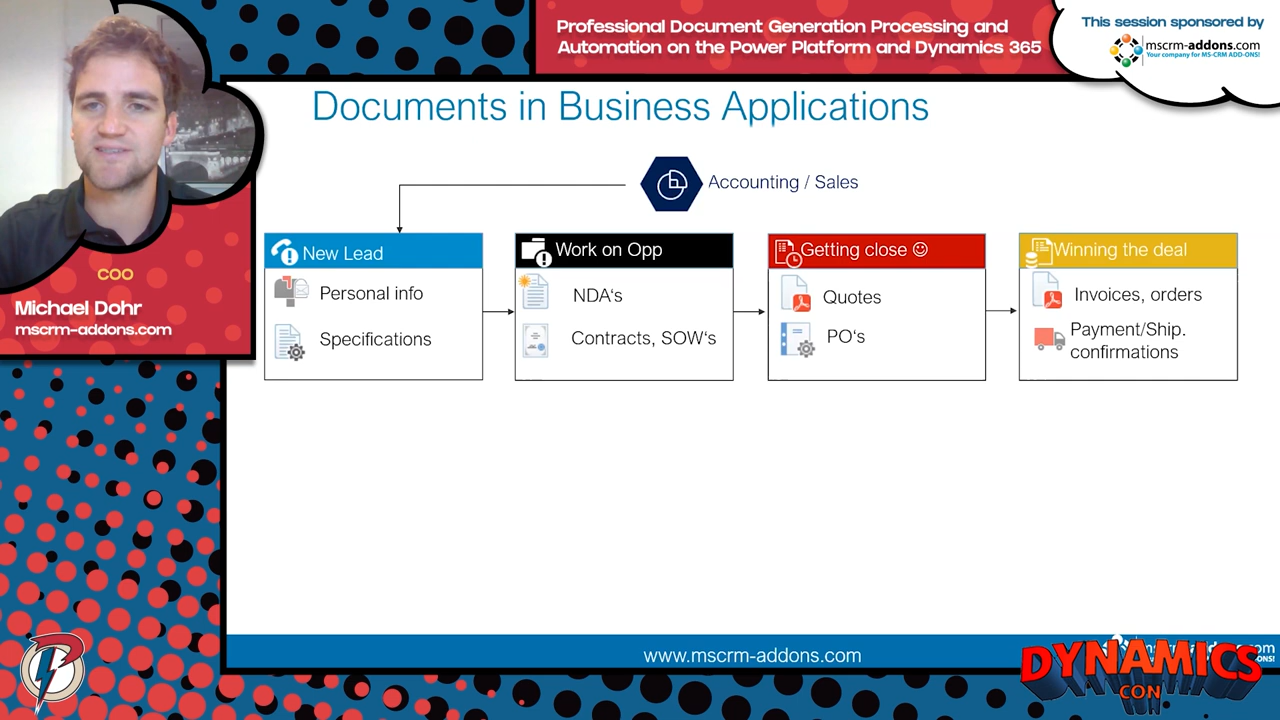 Professional Document Generation Processing and
Automation on the Power Platform and Dynamics 365
This session sponsored by
mscrm-addons.com
Your company for MS-CRM ADD-ONS!
Documents in Business Applications
Accounting / Sales
New Lead
Personal info
Specifications
Work on Opp
NDA‘s
Contracts, SOW‘s
Getting close ☺
Quotes
PO‘s
Winning the deal
Invoices, orders
Payment/Ship.
confirmations
COO
Michael Dohr
mscrm-addons.com
www.mscrm-addons.com
DYNAMICS
CON